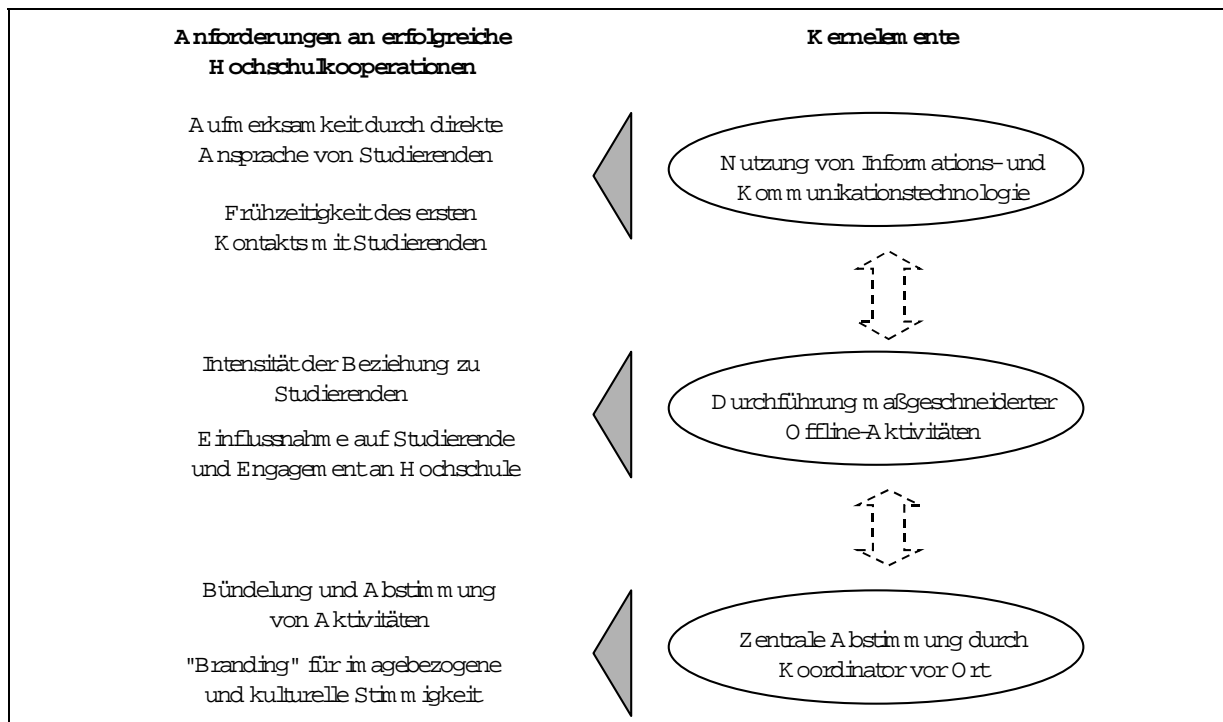 Anforderungen an erfolgreiche
Hochschulkooperationen
Kernelemente
Aufmerksamkeit durch direkte
Ansprache von Studierenden
Frühzeitigkeit des ersten
Kontakts mit Studierenden
Nutzung von Informations- und
Kommunikationstechnologie
Intensität der Beziehung zu
Studierenden
Einflussnahme auf Studierende
und Engagement an Hochschule
Durchführung maßgeschneiderter
Offline-Aktivitäten
Bündelung und Abstimmung
von Aktivitäten
"Branding" für imagebezogene
und kulturelle Stimmigkeit
Zentrale Abstimmung durch
Koordinator vor Ort